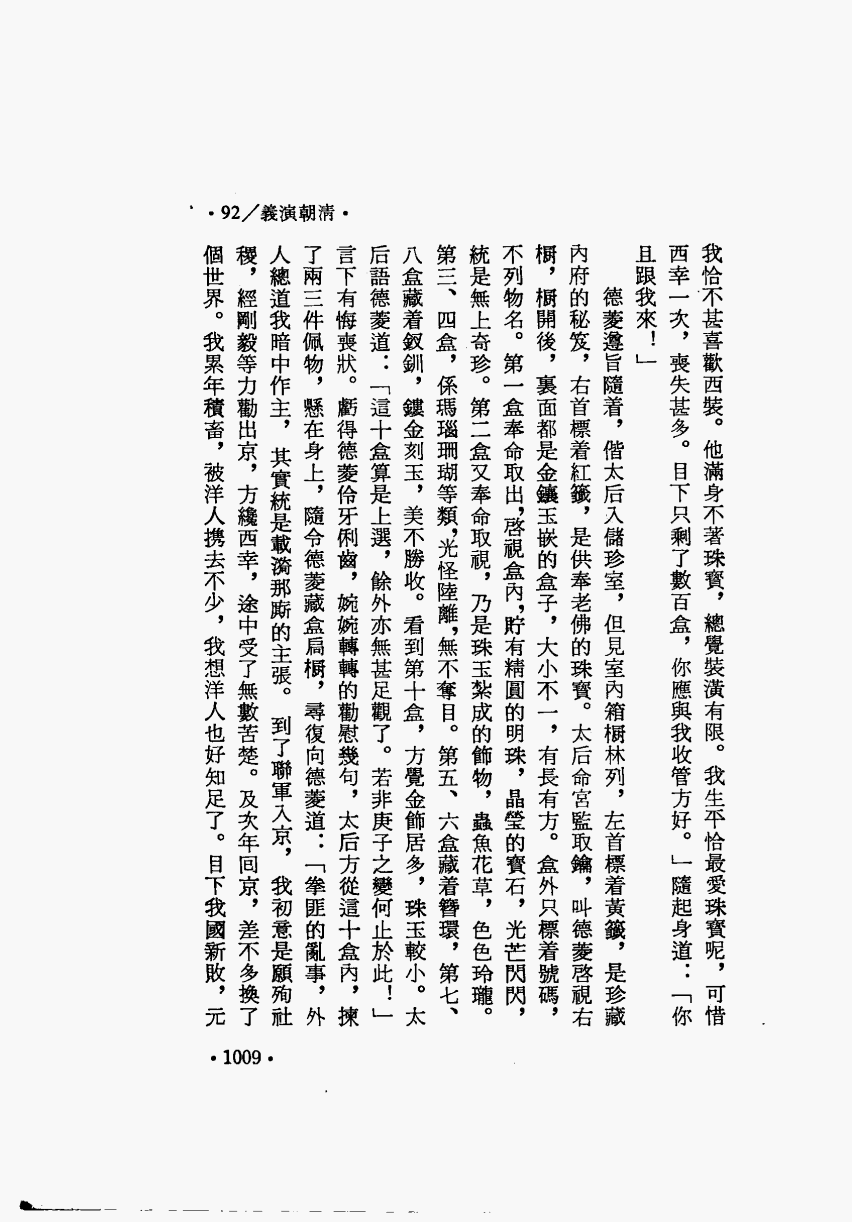 ・清朝演義／92・
我恰不甚喜歡西裝。他滿身不著珠寶，總覺裝潢有限。我生平恰最愛珠寶呢，可惜
西幸一次，喪失甚多。目下只剩了數百盒，你應與我收管方好。」隨起身道：「你
且跟我來！」
德菱遵旨隨着，偕太后入儲珍室，但見室內箱櫥林列，左首標着黃籤，是珍藏
內府的秘笈，右首標着紅籤，是供奉老佛的珠寶。太后命宮監取鑰，叫德菱啓視右
櫥，櫥開後，裏面都是金鑲玉嵌的盒子，大小不一，有長有方。盒外只標着號碼，
不列物名。第一盒奉命取出，啓視盒內，貯有精圓的明珠，晶瑩的寶石，光芒閃閃，
統是無上奇珍。第二盒又奉命取視，乃是珠玉紮成的飾物，蟲魚花草，色色玲瓏。
第三、四盒，係瑪瑙珊瑚等類，光怪陸離，無不奪目。第五、六盒藏着簪環，第七、
八盒藏着釵釧，鏤金刻玉，美不勝收。看到第十盒，方覺金飾居多，珠玉較小。太
后語德菱道：「這十盒算是上選，餘外亦無甚足觀了。若非庚子之變何止於此！」
言下有悔喪狀。虧得德菱伶牙俐齒，婉婉轉轉的勸慰幾句，太后方從這十盒內，揀
了兩三件佩物，懸在身上，隨令德菱藏盒扃櫥，尋復向德菱道：「拳匪的亂事，外
人總道我暗中作主，其實統是載漪那廝的主張。到了聯軍入京，我初意是願殉社
稷，經剛毅等力勸出京，方纔西幸，途中受了無數苦楚。及次年回京，差不多換了
個世界。我累年積畜，被洋人携去不少，我想洋人也好知足了。目下我國新敗，元
・1009・